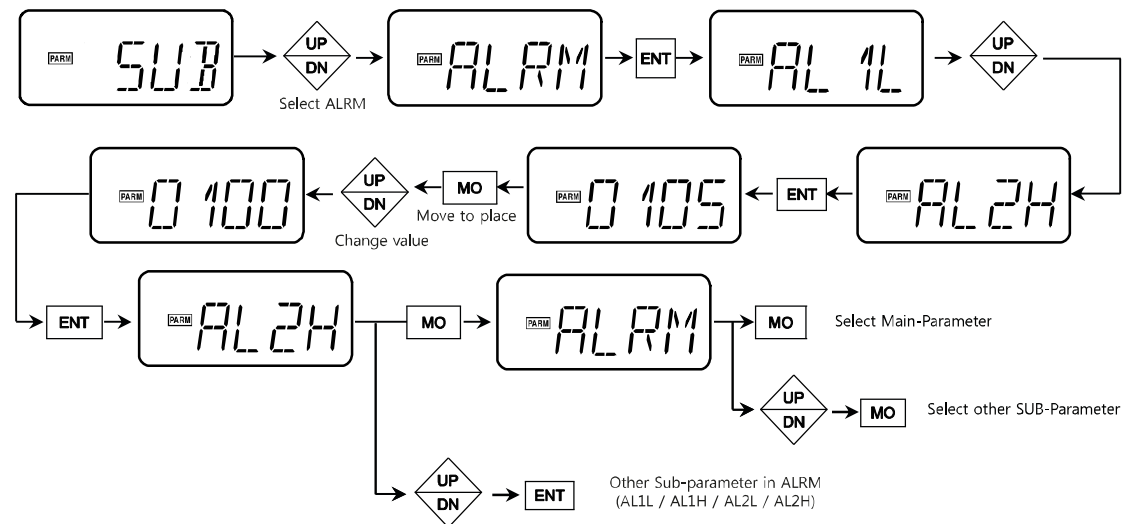 PARM SUB
UP
DN
Select ALRM
PARM ALRM
ENT
PARM AL 1L
UP
DN
PARM 0 100
UP
DN
Change value
MO
Move to place
PARM 0 105
ENT
PARM AL2H
ENT
PARM AL2H
MO
PARM ALRM
MO
Select Main-Parameter
UP
DN
MO
Select other SUB-Parameter
UP
DN
ENT
Other Sub-parameter in ALRM
(AL1L / AL1H / AL2L / AL2H)